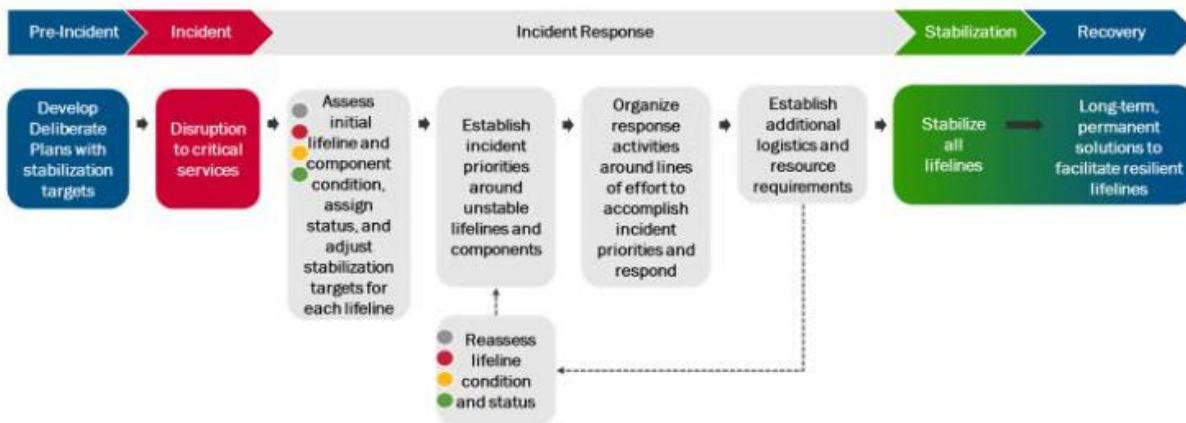 Pre-Incident
Incident
Incident Response
Stabilization
Recovery
Develop
Deliberate
Plans with
stabilization
targets
Disruption
to critical
services
Assess
initial
lifeline and
component
condition,
assign
status, and
adjust
stabilization
targets for
each lifeline
Establish
incident
priorities
around
unstable
lifelines and
components
Organize
response
activities
around lines
of effort to
accomplish
incident
priorities and
respond
Establish
additional
logistics and
resource
requirements
Stabilize
all
lifelines
Long-term,
permanent
solutions to
facilitate resilient
lifelines
Reassess
lifeline
condition
and status